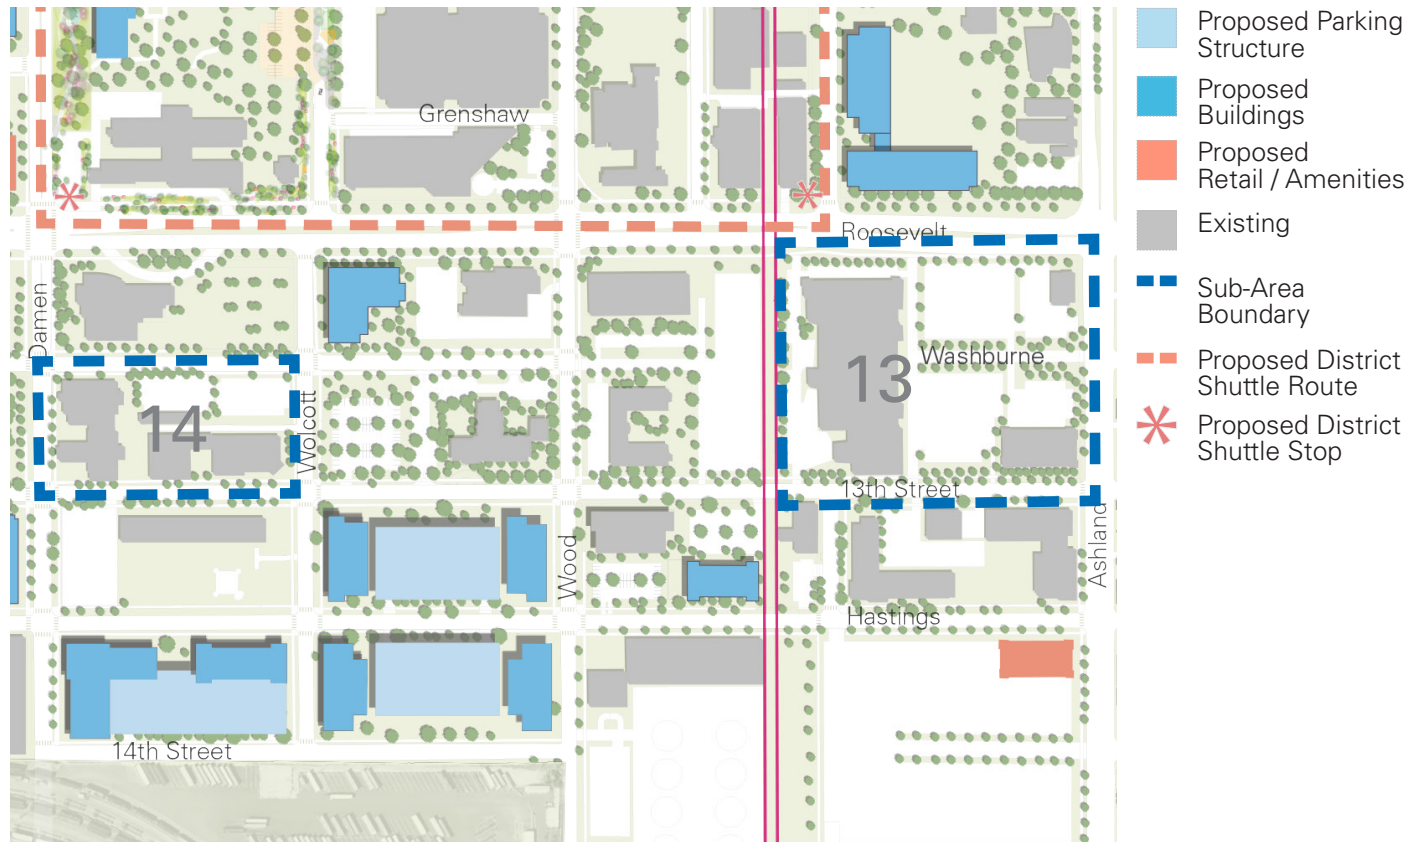 Grenshaw
Roosevelt
Damen
14
Wolcott
13
Washburne
13th Street
Wood
Ashland
Hastings
14th Street
Proposed Parking
Structure
Proposed
Buildings
Proposed
Retail / Amenities
Existing
Sub-Area
Boundary
Proposed District
Shuttle Route
Proposed District
Shuttle Stop